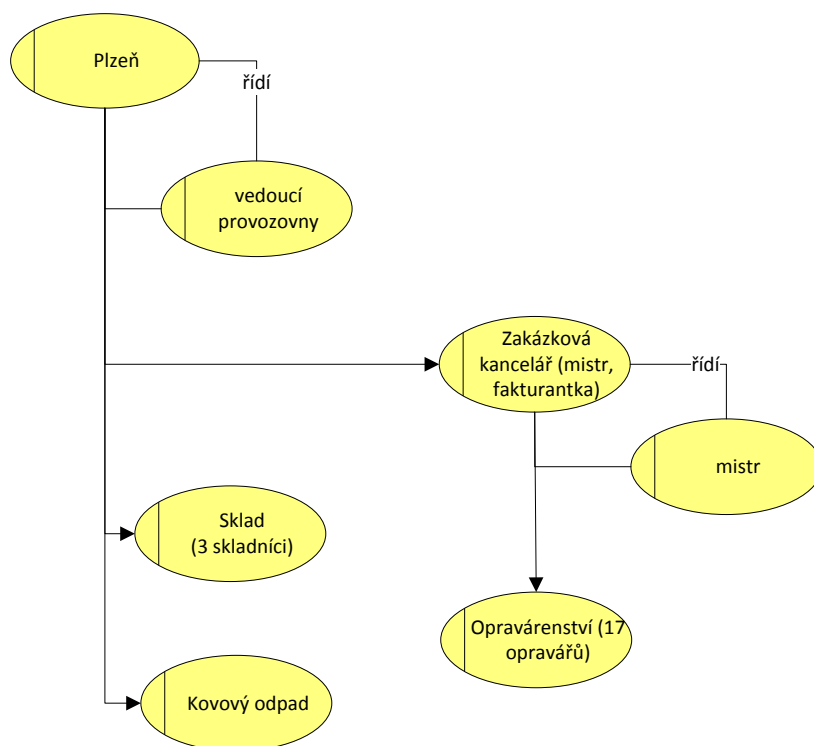 Plzeň
řídí
vedoucí
provozovny
Zakázková
kancelář (mistr,
fakturantka)
řídí
mistr
Sklad
(3 skladníci)
Opravárenství (17
opravářů)
Kovový odpad